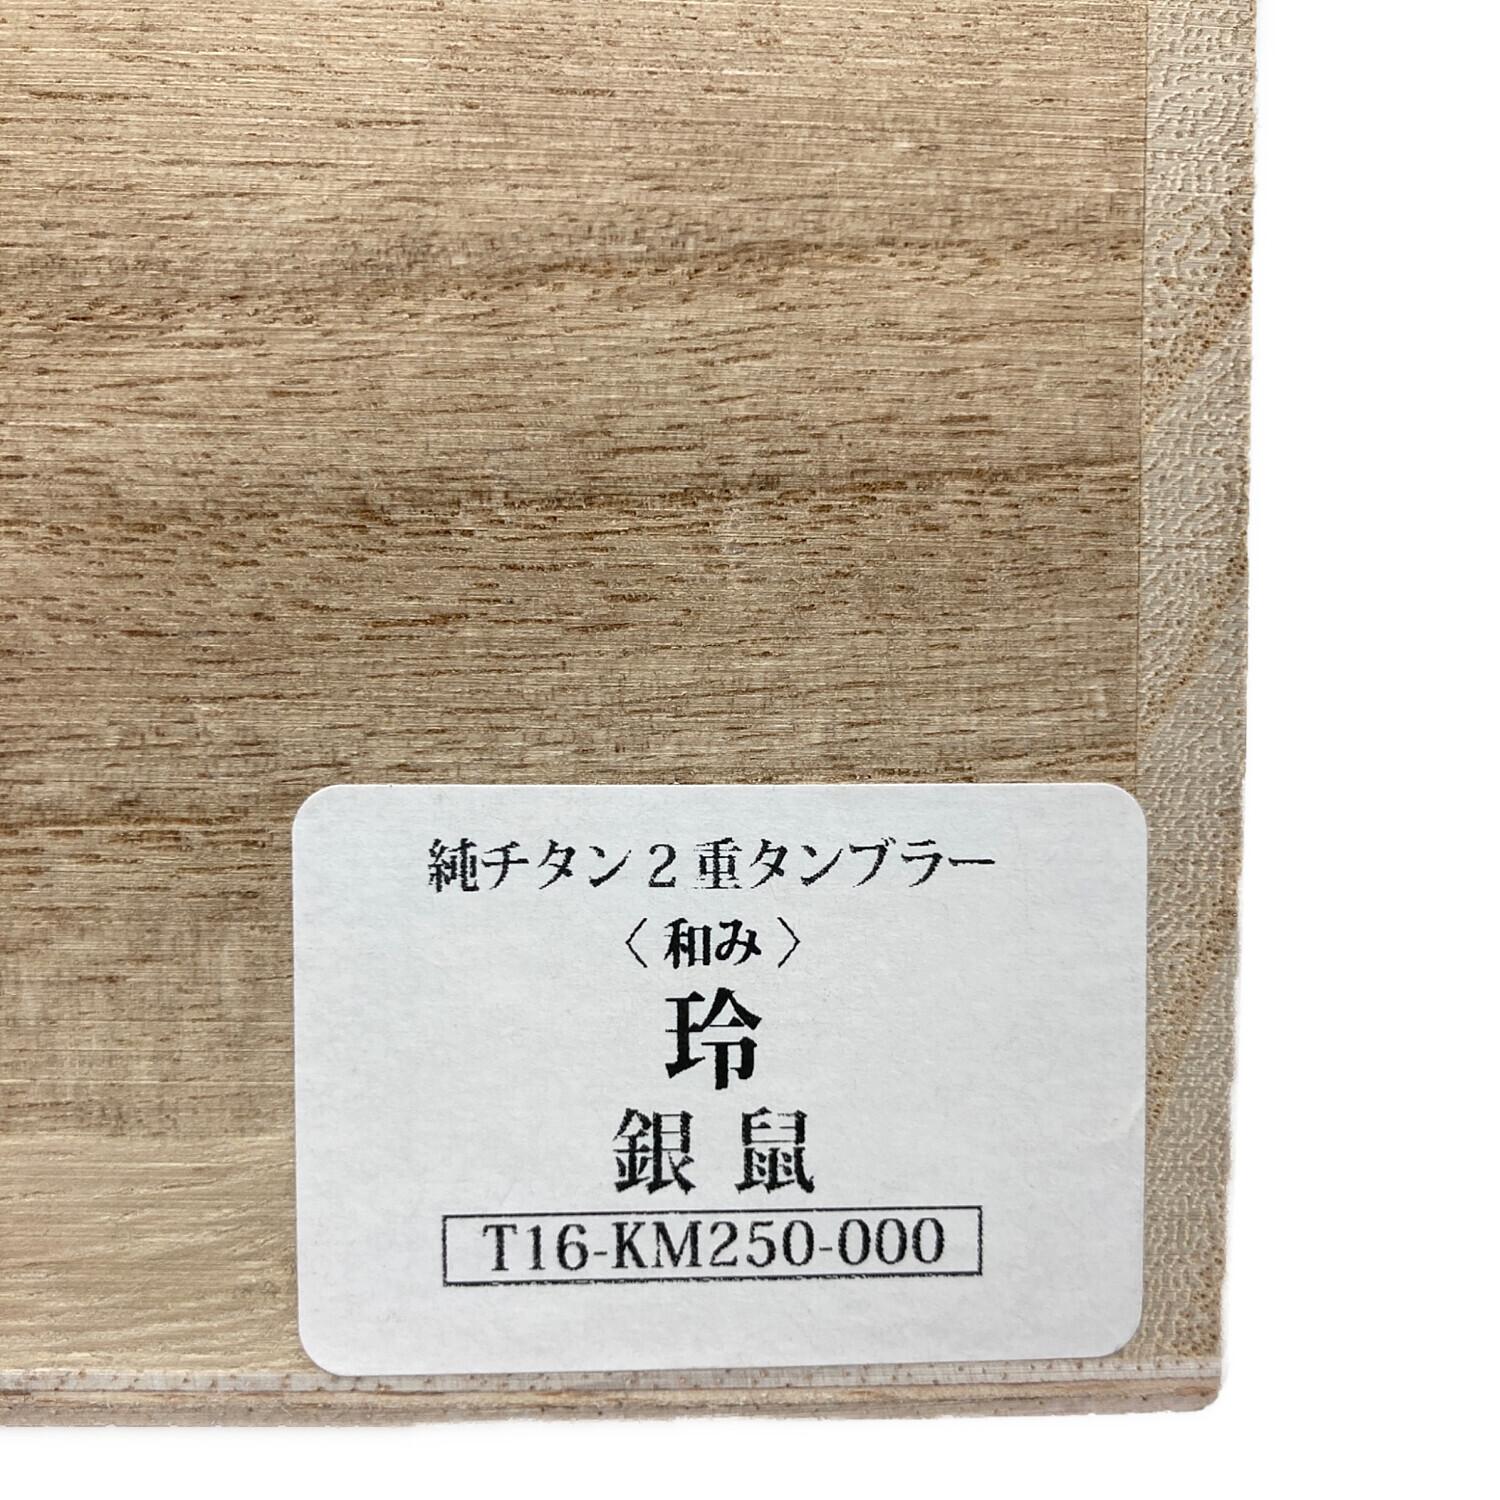 純チタン２重タンブラー
〈和み〉
玲
銀鼠
T16-KM250-000